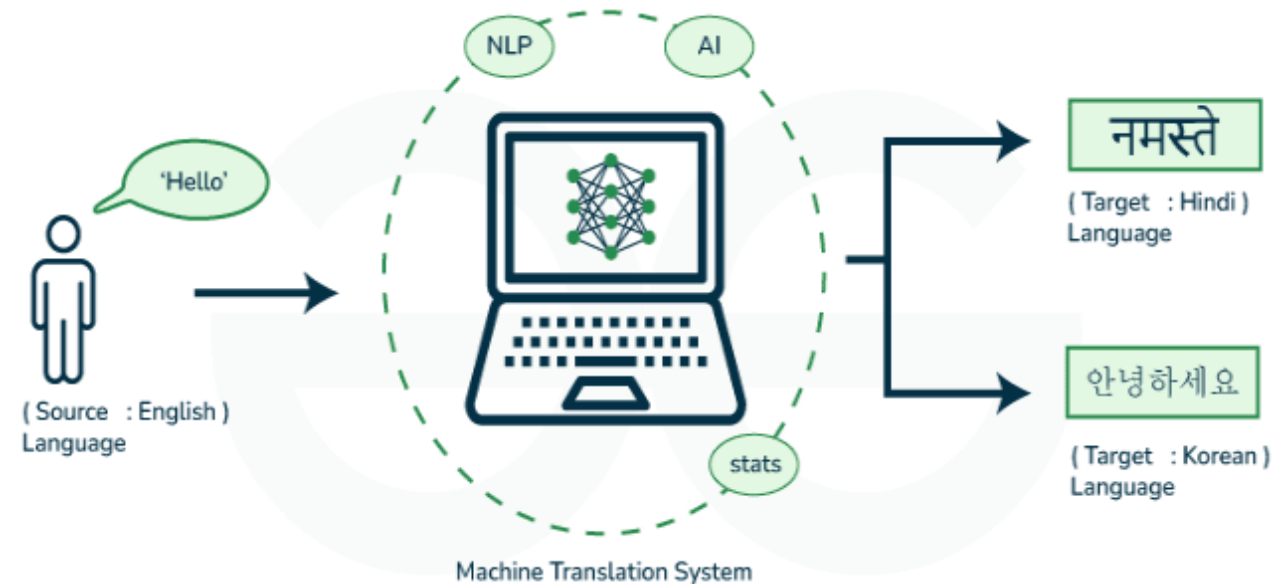 NLP
AI
‘Hello’
नमस्ते
( Target : Hindi )
Language
( Source : English )
Language
안녕하세요
stats
( Target : Korean )
Language
Machine Translation System